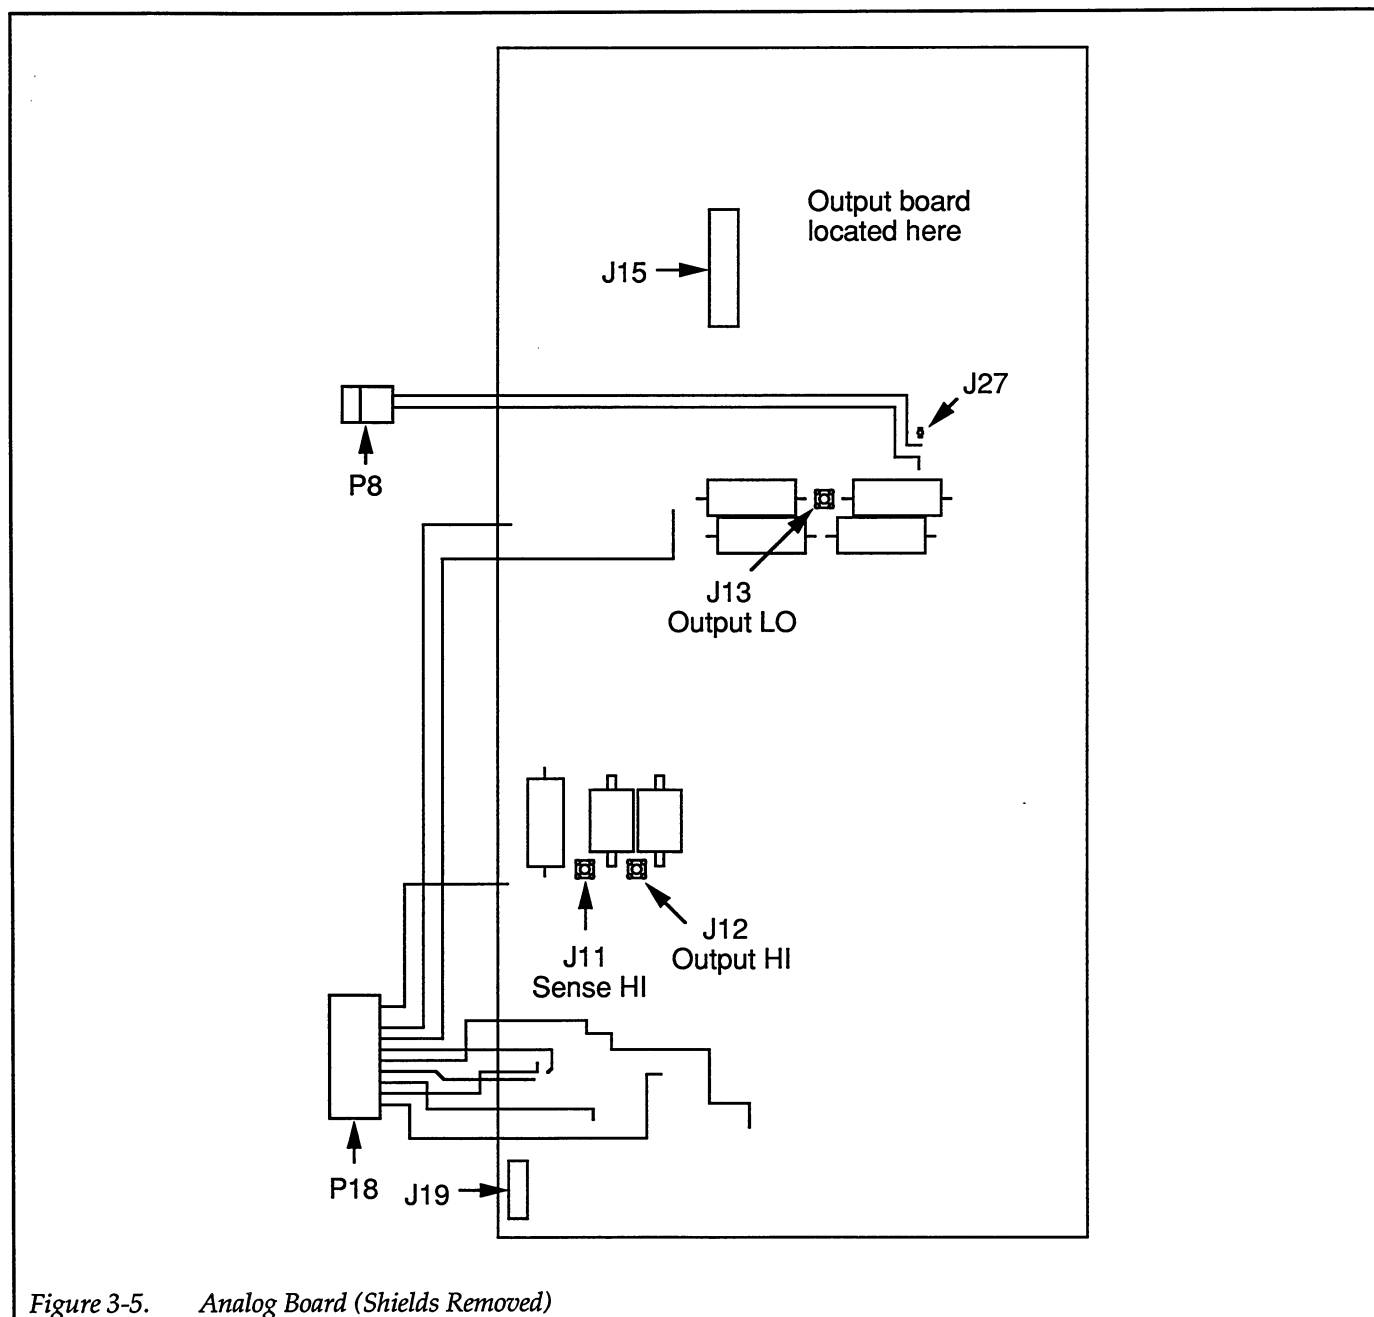 Output board
located here
J15
J27
P8
J13
Output LO
J12
Output HI
J11
Sense HI
P18
J19
Figure 3-5. Analog Board (Shields Removed)